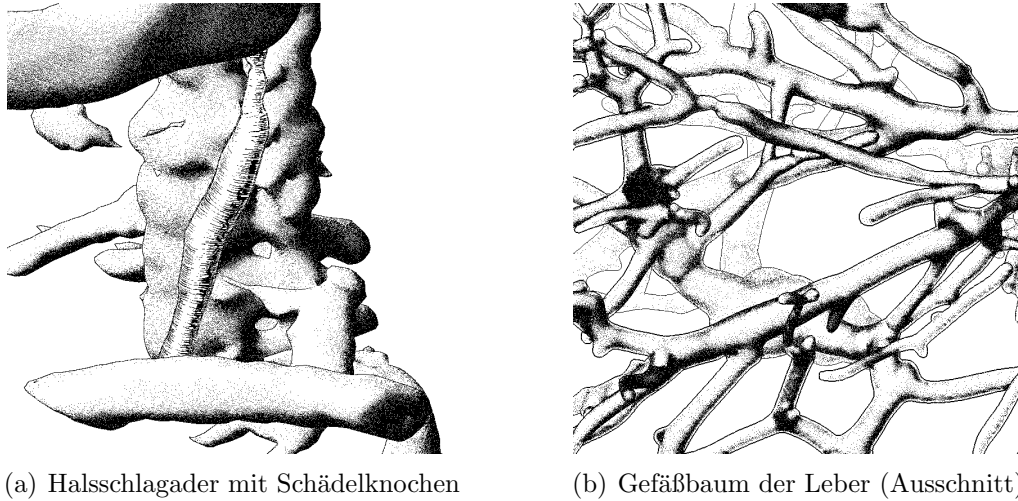 (a) Halsschlagader mit Schädelknochen
(b) Gefäßbaum der Leber (Ausschnitt)